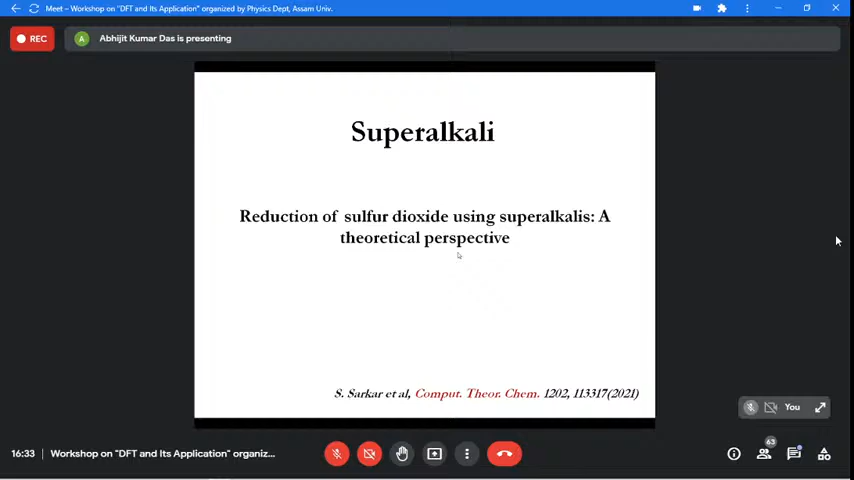 Meet – Workshop on "DFT and Its Application" organized by Physics Dept, Assam Univ.
REC
A
Abhijit Kumar Das is presenting
Superalkali
Reduction of sulfur dioxide using superalkalis: A
theoretical perspective
S. Sarkar et al, Comput. Theor. Chem. 1202, 113317(2021)
You
63
16:33 | Workshop on "DFT and Its Application" organiz...